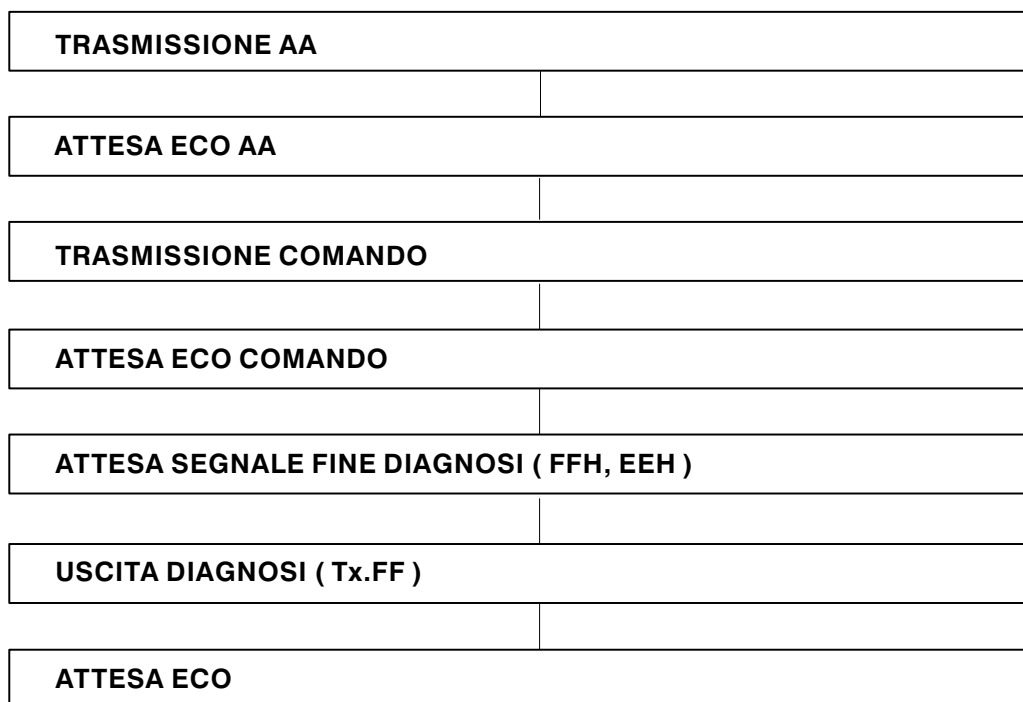 TRASMISSIONE AA
ATTESA ECO AA
TRASMISSIONE COMANDO
ATTESA ECO COMANDO
ATTESA SEGNALE FINE DIAGNOSI ( FFH, EEH )
USCITA DIAGNOSI ( Tx.FF )
ATTESA ECO